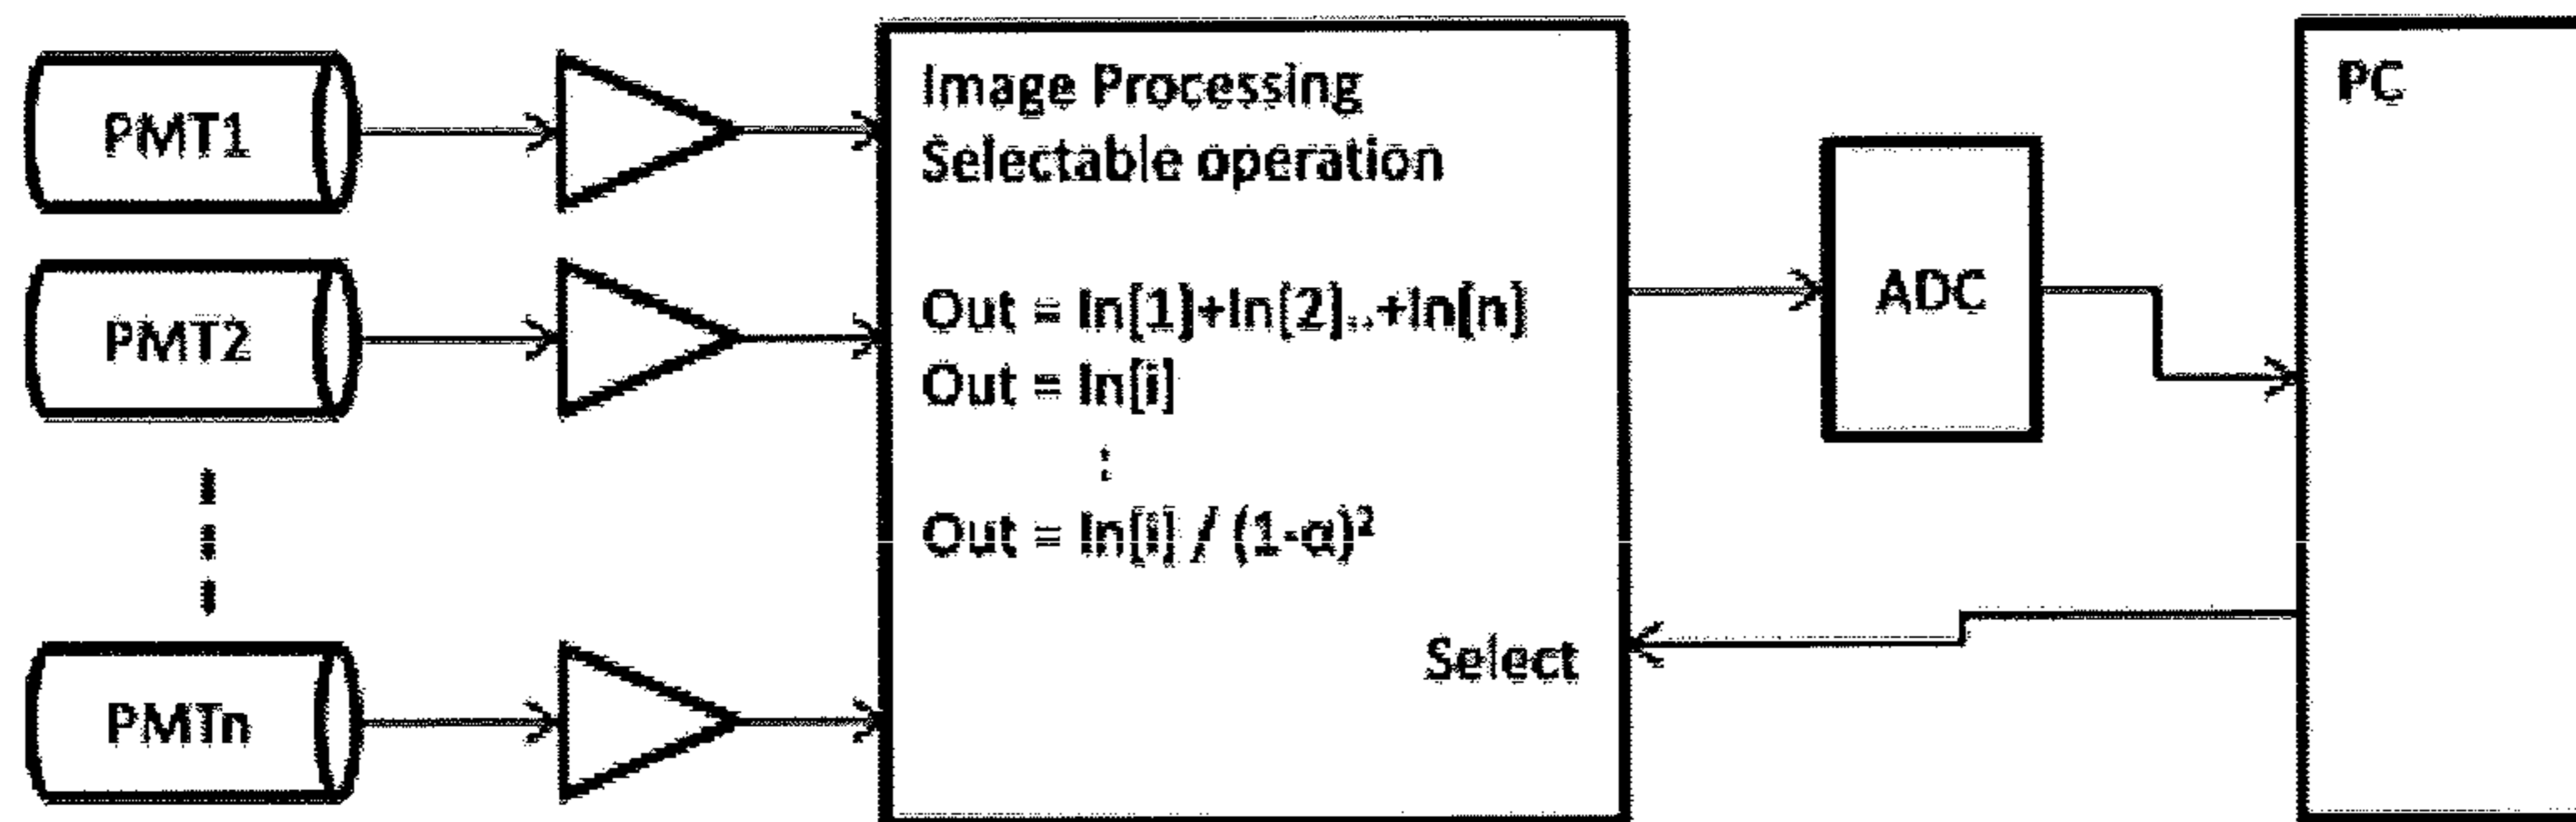 PMT1
PMT2
PMTn
Image Processing
Selectable operation
Out = In[1]+In[2]..+In[n]
Out = In[i]
⋮
Out = In[i] / (1-α)²
Select
ADC
PC